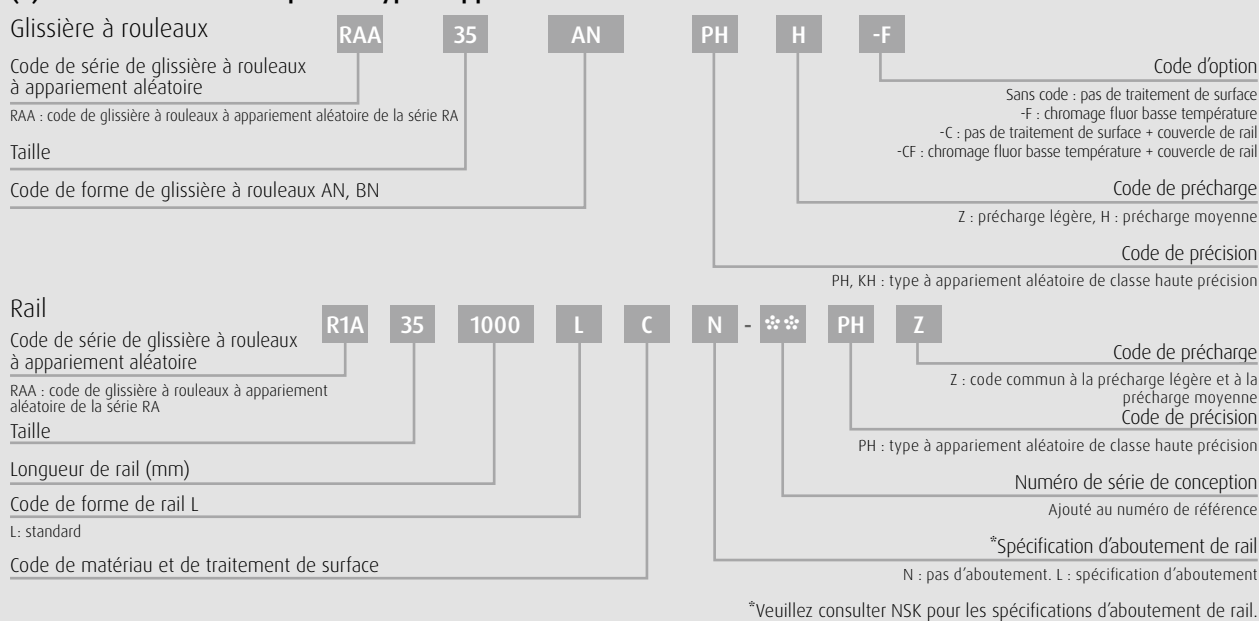 Glissière à rouleaux
RAA 35 AN PH H -F
Code de série de glissière à rouleaux
à appariement aléatoire
RAA : code de glissière à rouleaux à appariement aléatoire de la série RA
Taille
Code de forme de glissière à rouleaux AN, BN
Code d'option
Sans code : pas de traitement de surface
-F : chromage fluor basse température
-C : pas de traitement de surface + couvercle de rail
-CF : chromage fluor basse température + couvercle de rail
Code de précharge
Z : précharge légère, H : précharge moyenne
Code de précision
PH, KH : type à appariement aléatoire de classe haute précision
Rail
R1A 35 1000 L C N - ** PH Z
Code de série de glissière à rouleaux
à appariement aléatoire
RAA : code de glissière à rouleaux à appariement
aléatoire de la série RA
Taille
Longueur de rail (mm)
Code de forme de rail L
L: standard
Code de matériau et de traitement de surface
Code de précharge
Z : code commun à la précharge légère et à la
précharge moyenne
Code de précision
PH : type à appariement aléatoire de classe haute précision
Numéro de série de conception
Ajouté au numéro de référence
*Spécification d'aboutement de rail
N : pas d'aboutement. L : spécification d'aboutement
*Veuillez consulter NSK pour les spécifications d'aboutement de rail.